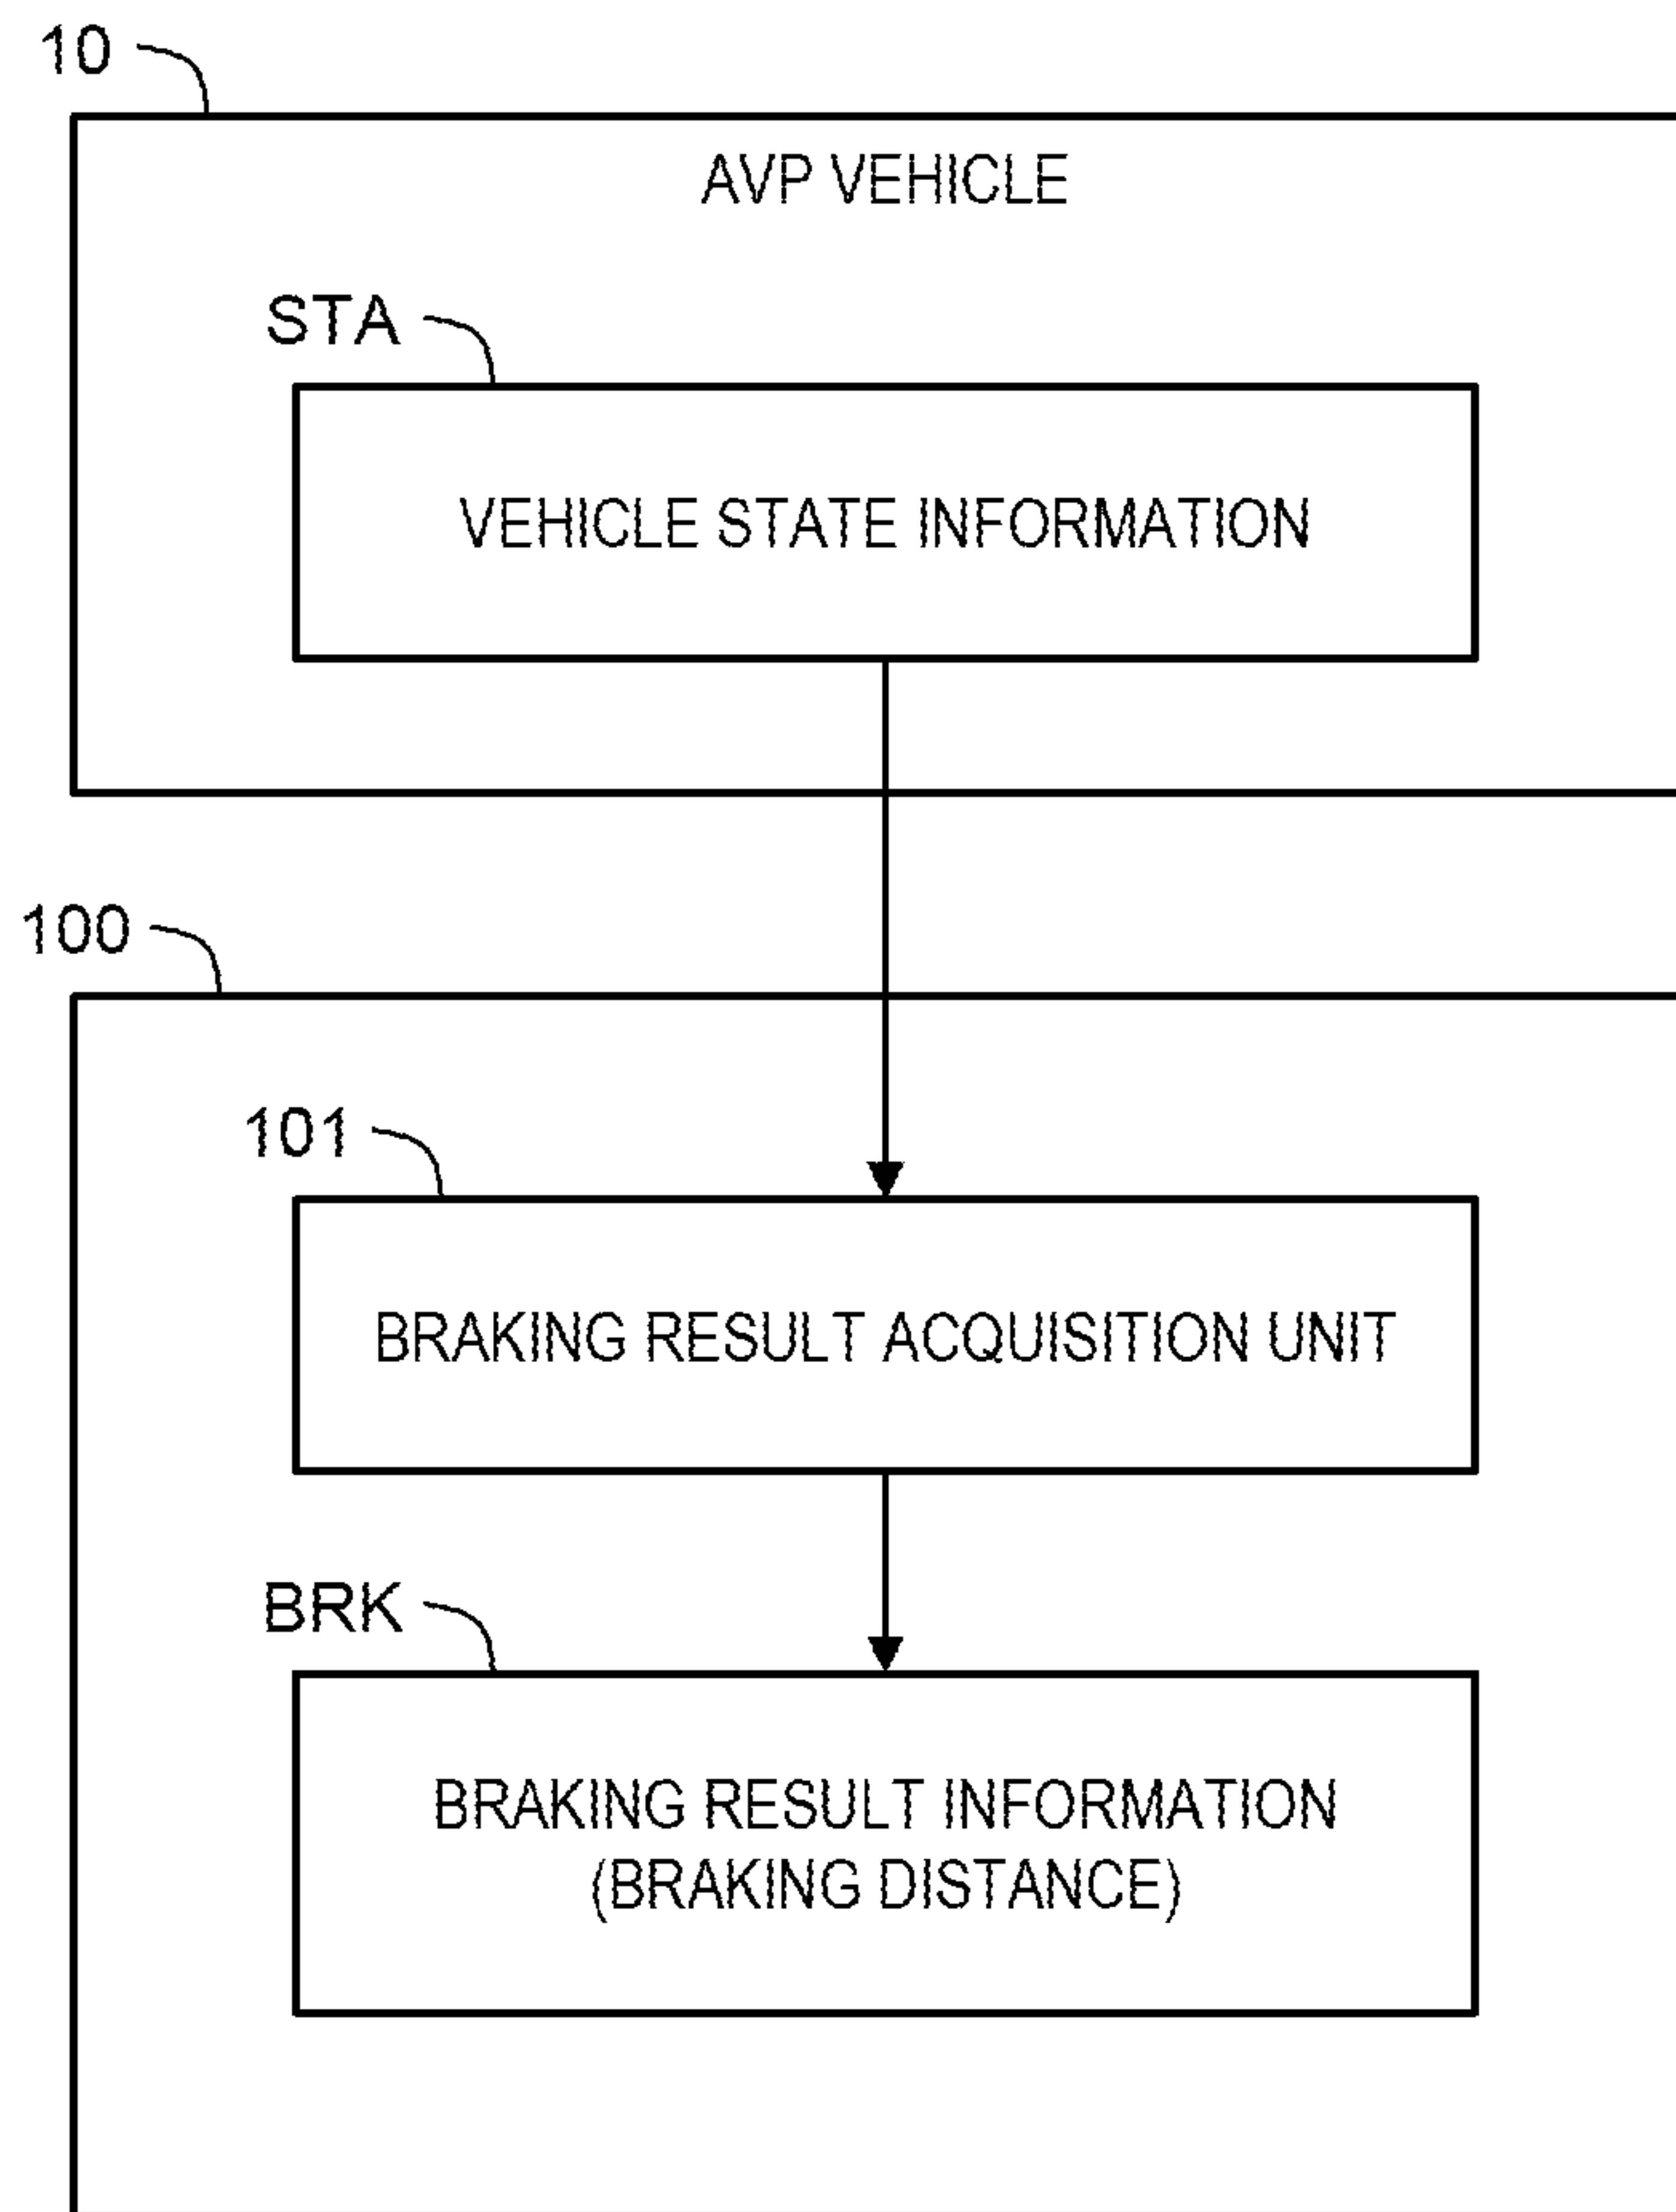 10
AVP VEHICLE
STA
VEHICLE STATE INFORMATION
100
101
BRAKING RESULT ACQUISITION UNIT
BRK
BRAKING RESULT INFORMATION
(BRAKING DISTANCE)